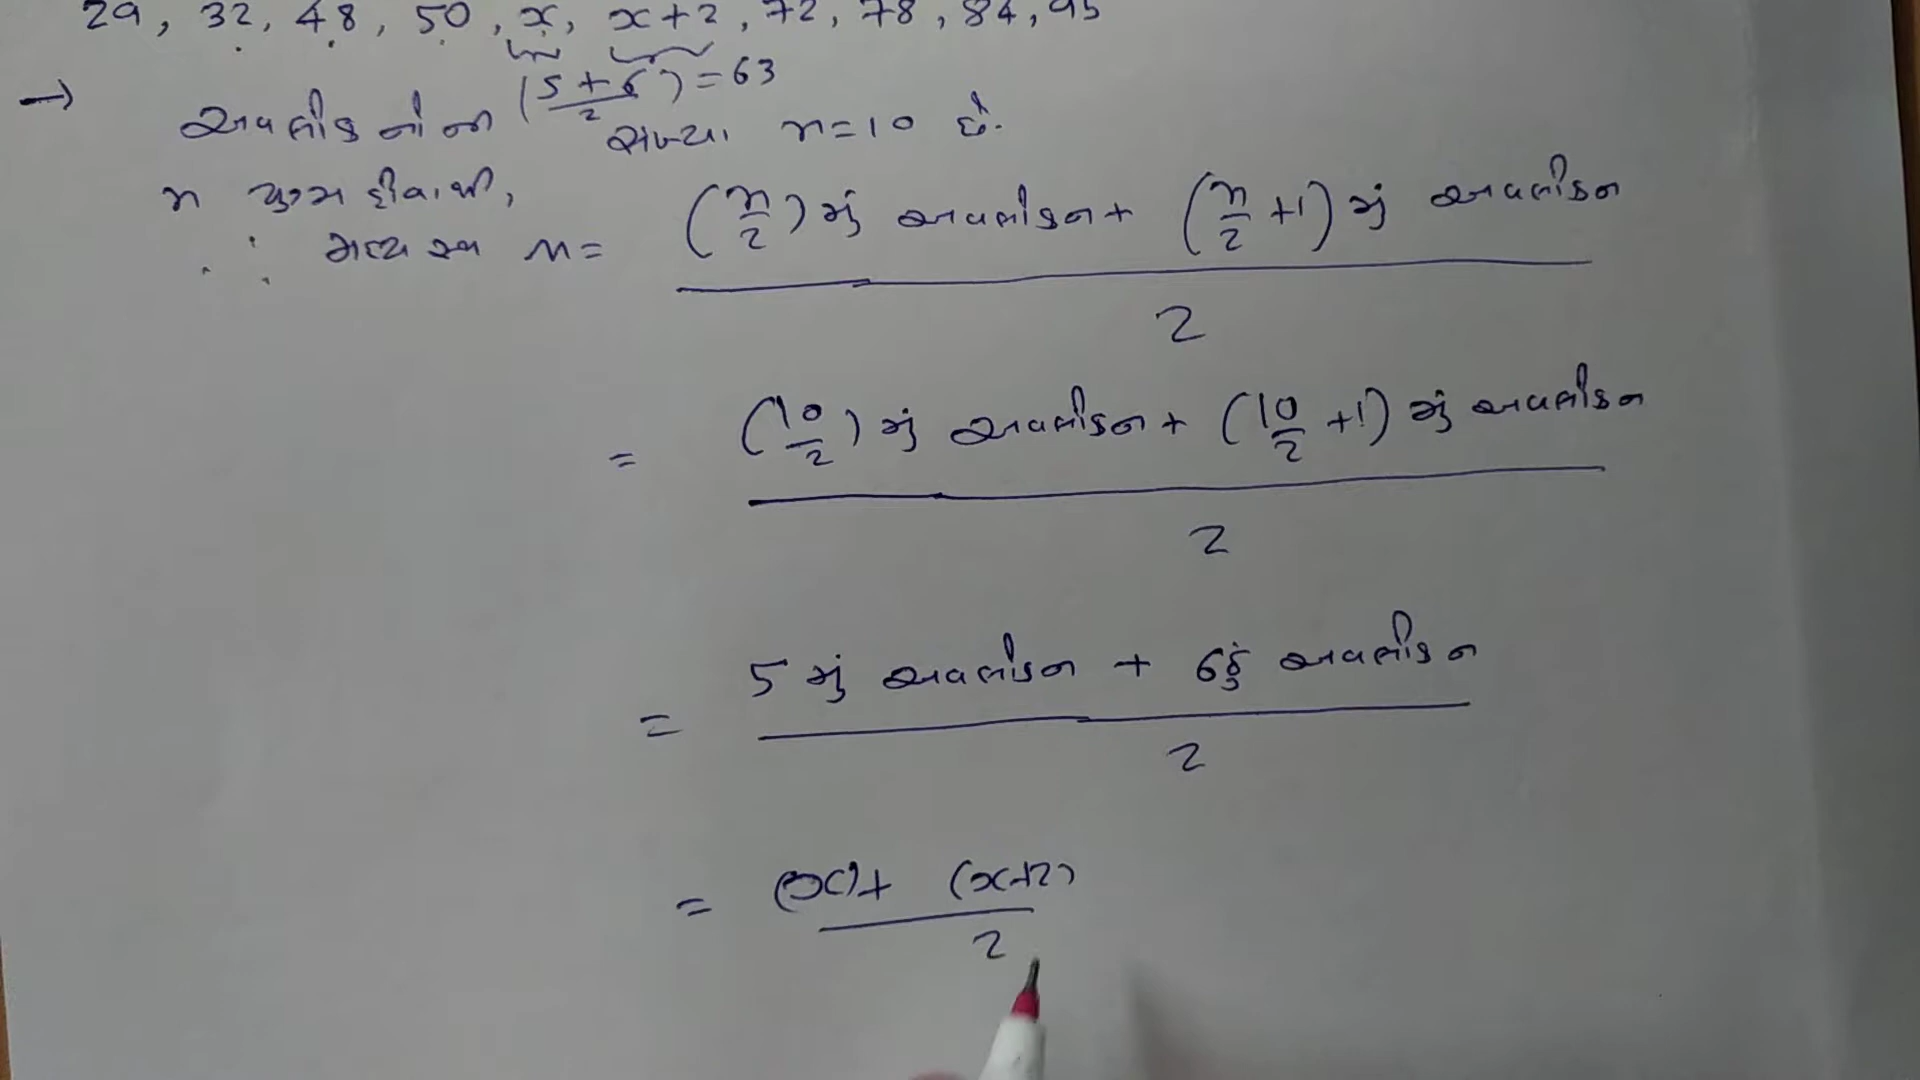 29, 32, 48, 50, x, x+2, 72, 78, 84, 95
(5+6/2) = 63
→ અવલોકનોની સંખ્યા n=10 છે.
n યુગ્મ હોવાથી,
∴ મધ્યસ્થ M = (n/2) મું અવલોકન + (n/2 +1) મું અવલોકન
2
= (10/2) મું અવલોકન + (10/2 +1) મું અવલોકન
2
= 5 મું અવલોકન + 6ઠ્ઠું અવલોકન
2
= (x)+ (x+2)
2